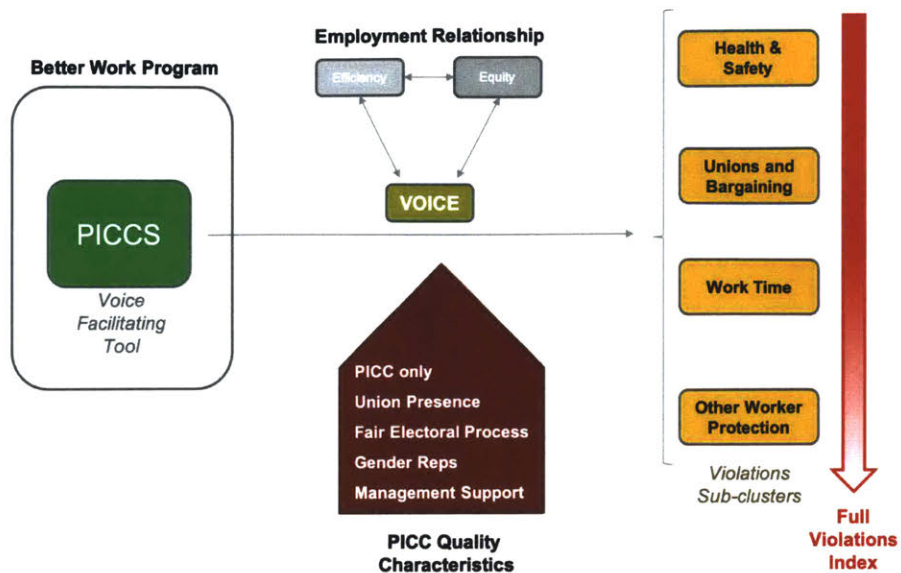 Better Work Program
PICCS
Voice
Facilitating
Tool
Employment Relationship
Efficiency
Equity
VOICE
PICC only
Union Presence
Fair Electoral Process
Gender Reps
Management Support
PICC Quality
Characteristics
Health &
Safety
Unions and
Bargaining
Work Time
Other Worker
Protection
Violations
Sub-clusters
Full
Violations
Index